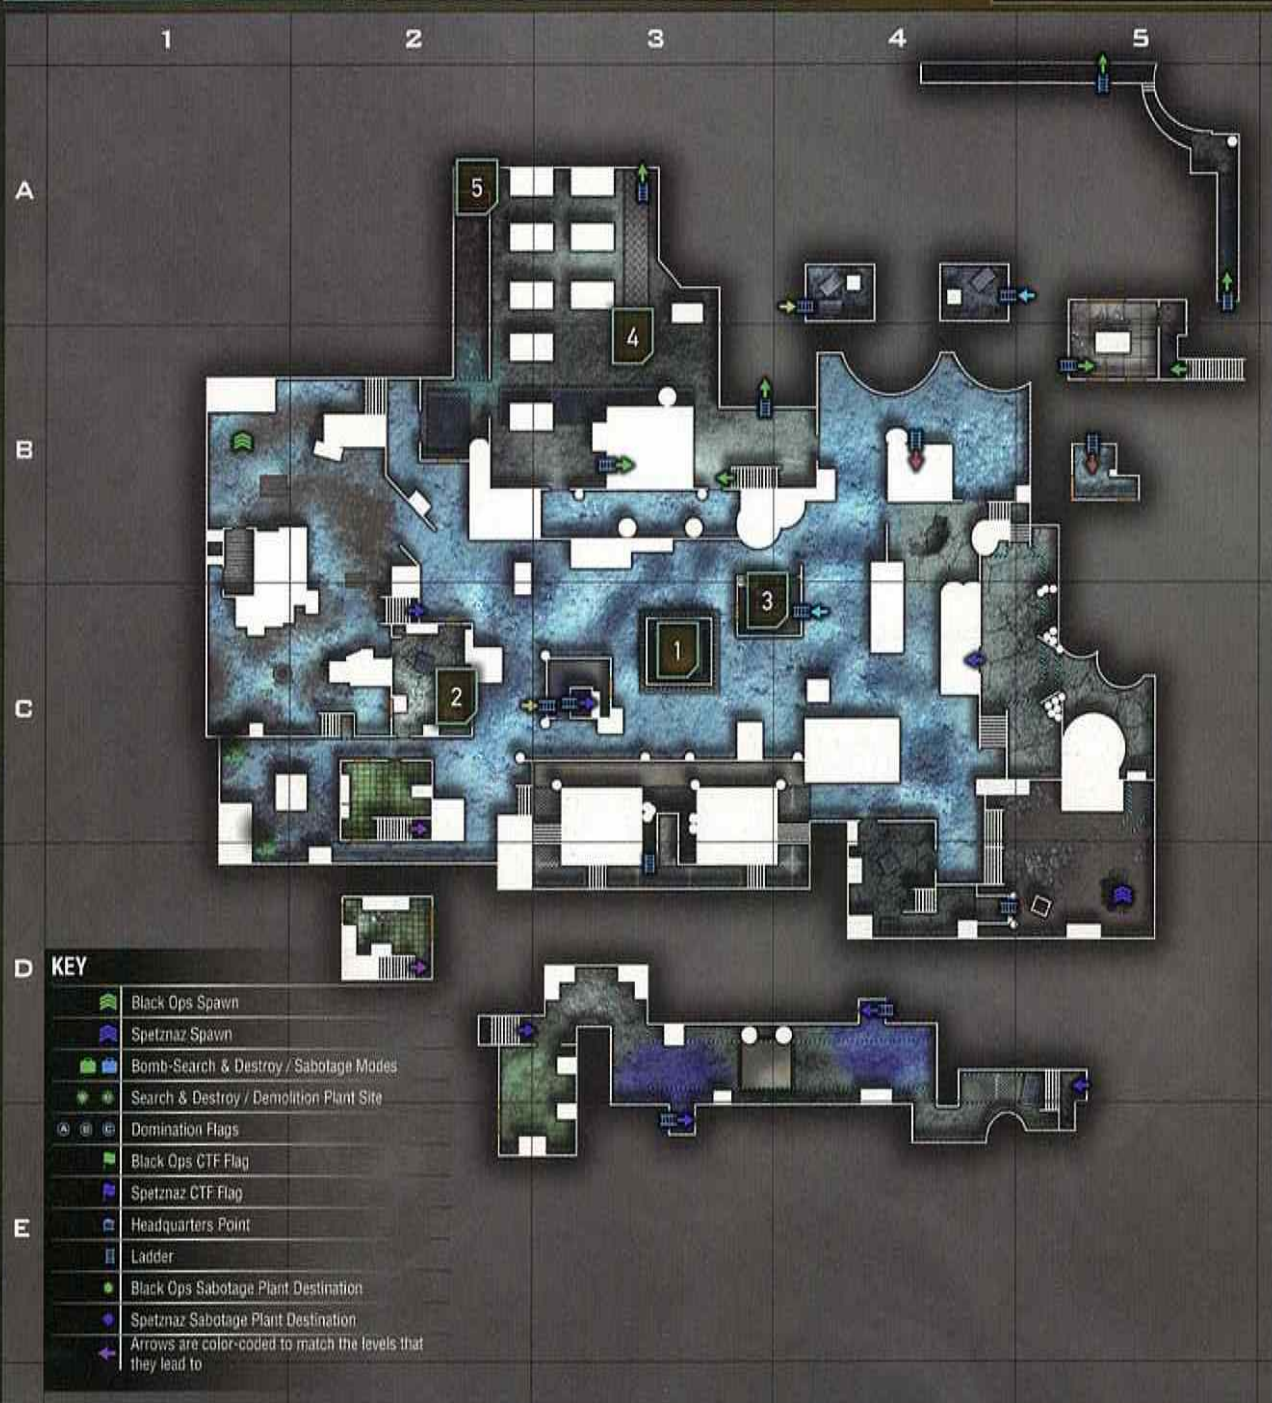 1 2 3 4 5
A
5
4
B
3
1
2
C
D
KEY
Black Ops Spawn
Spetznaz Spawn
Bomb-Search & Destroy / Sabotage Modes
Search & Destroy / Demolition Plant Site
A B C Domination Flags
Black Ops CTF Flag
Spetznaz CTF Flag
Headquarters Point
Ladder
Black Ops Sabotage Plant Destination
Spetznaz Sabotage Plant Destination
Arrows are color-coded to match the levels that
they lead to
E